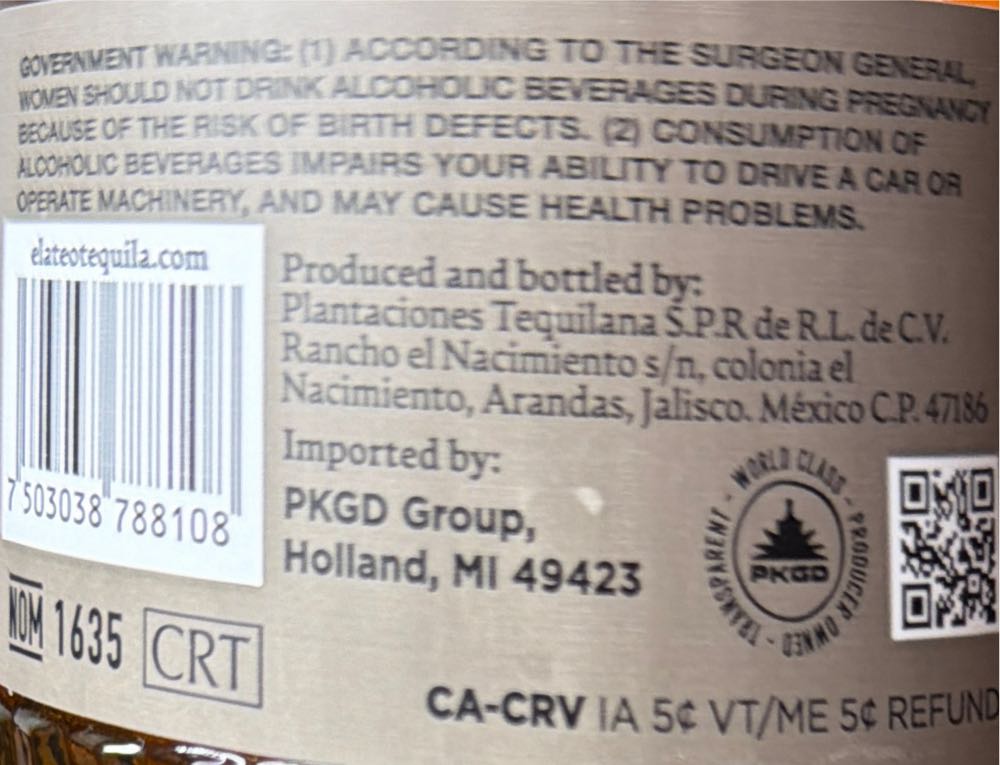 GOVERNMENT WARNING: (1) ACCORDING TO THE SURGEON GENERAL,
WOMEN SHOULD NOT DRINK ALCOHOLIC BEVERAGES DURING PREGNANCY
BECAUSE OF THE RISK OF BIRTH DEFECTS. (2) CONSUMPTION OF
ALCOHOLIC BEVERAGES IMPAIRS YOUR ABILITY TO DRIVE A CAR OR
OPERATE MACHINERY, AND MAY CAUSE HEALTH PROBLEMS.
elateotequila.com
7 503038 788108
Produced and bottled by:
Plantaciones Tequilana S.P.R de R.L. de C.V.
Rancho el Nacimiento s/n, colonia el
Nacimiento, Arandas, Jalisco. México C.P. 47186
Imported by:
PKGD Group,
Holland, MI 49423
WORLD CLASS - PRODUCER OWNED - TRANSPARENT -
PKGD
NOM 1635 CRT
CA-CRV IA 5¢ VT/ME 5¢ REFUND